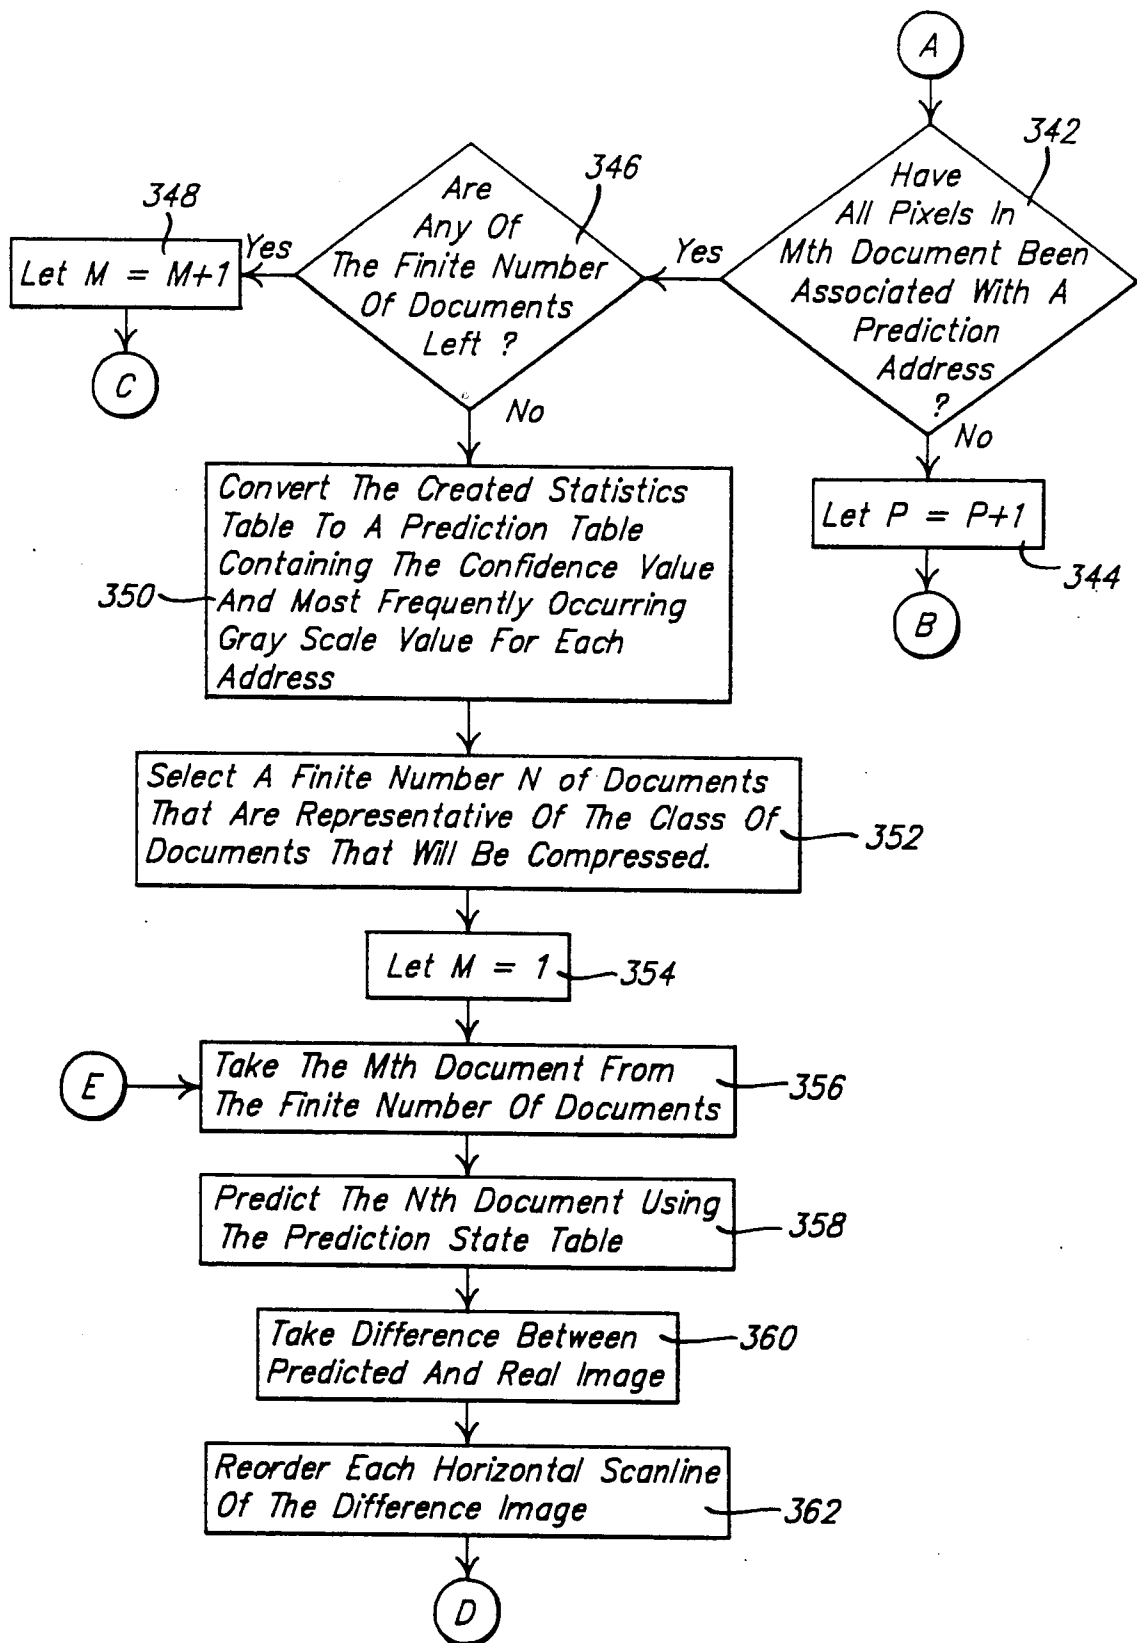 A
342
Have
All Pixels In
Mth Document Been
Associated With A
Prediction
Address
?
Yes
No
Let P = P+1
344
B
346
Are
Any Of
The Finite Number
Of Documents
Left ?
Yes
No
348
Let M = M+1
C
350
Convert The Created Statistics
Table To A Prediction Table
Containing The Confidence Value
And Most Frequently Occurring
Gray Scale Value For Each
Address
Select A Finite Number N of Documents
That Are Representative Of The Class Of
Documents That Will Be Compressed.
352
Let M = 1
354
E
Take The Mth Document From
The Finite Number Of Documents
356
Predict The Nth Document Using
The Prediction State Table
358
Take Difference Between
Predicted And Real Image
360
Reorder Each Horizontal Scanline
Of The Difference Image
362
D